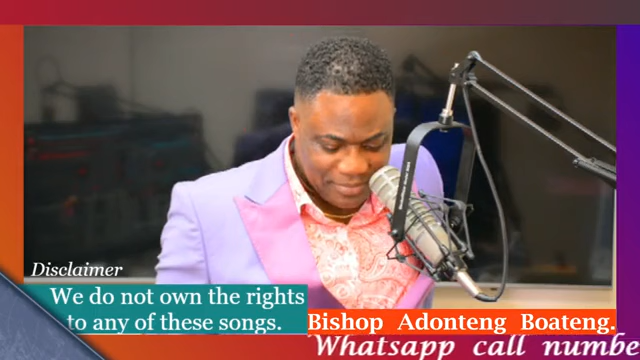 Disclaimer
We do not own the rights
to any of these songs.
Bishop Adonteng Boateng.
Whatsapp call numbe